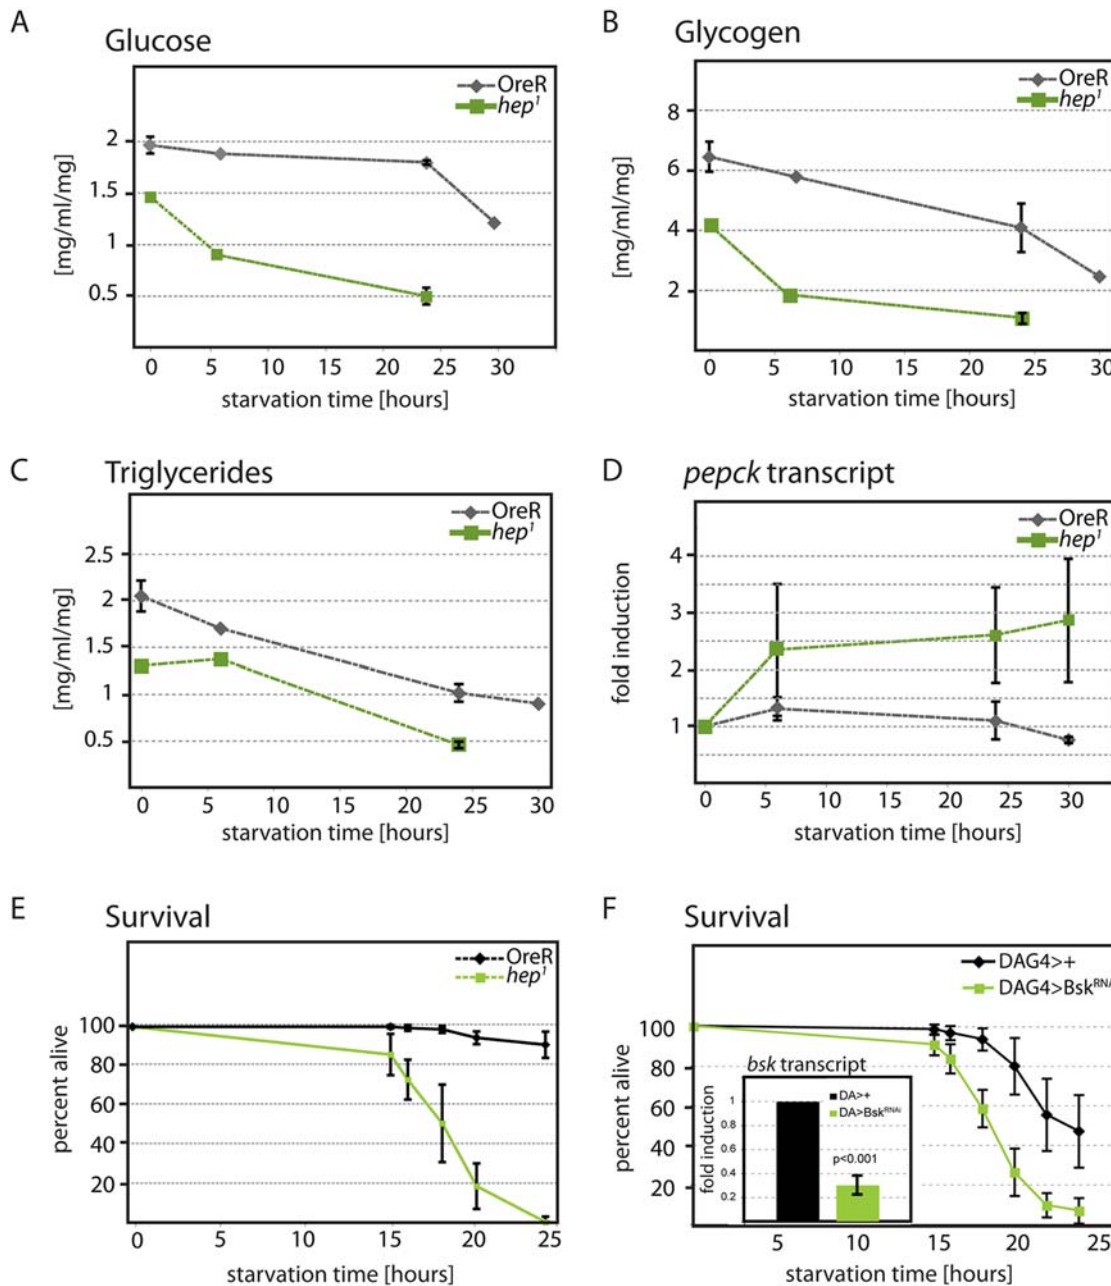 A
Glucose
OreR
hep¹
2
1.5
1
0.5
[mg/ml/mg]
0 5 10 15 20 25 30
starvation time [hours]
B
Glycogen
OreR
hep¹
8
6
4
2
[mg/ml/mg]
0 5 10 15 20 25 30
starvation time [hours]
C
Triglycerides
OreR
hep¹
2.5
2
1.5
1
0.5
[mg/ml/mg]
0 5 10 15 20 25 30
starvation time [hours]
D
pepck transcript
OreR
hep¹
4
3
2
1
fold induction
0 5 10 15 20 25 30
starvation time [hours]
E
Survival
OreR
hep¹
100
80
60
40
20
percent alive
0 5 10 15 20 25
starvation time [hours]
F
Survival
DAG4>+
DAG4>Bskᴿᴺᴬ
100
80
60
40
20
percent alive
bsk transcript
DA>+
DA>Bskᴿᴺᴬⁱ
1
0.8
0.6
0.4
0.2
fold induction
p<0.001
5 10 15 20 25
starvation time [hours]